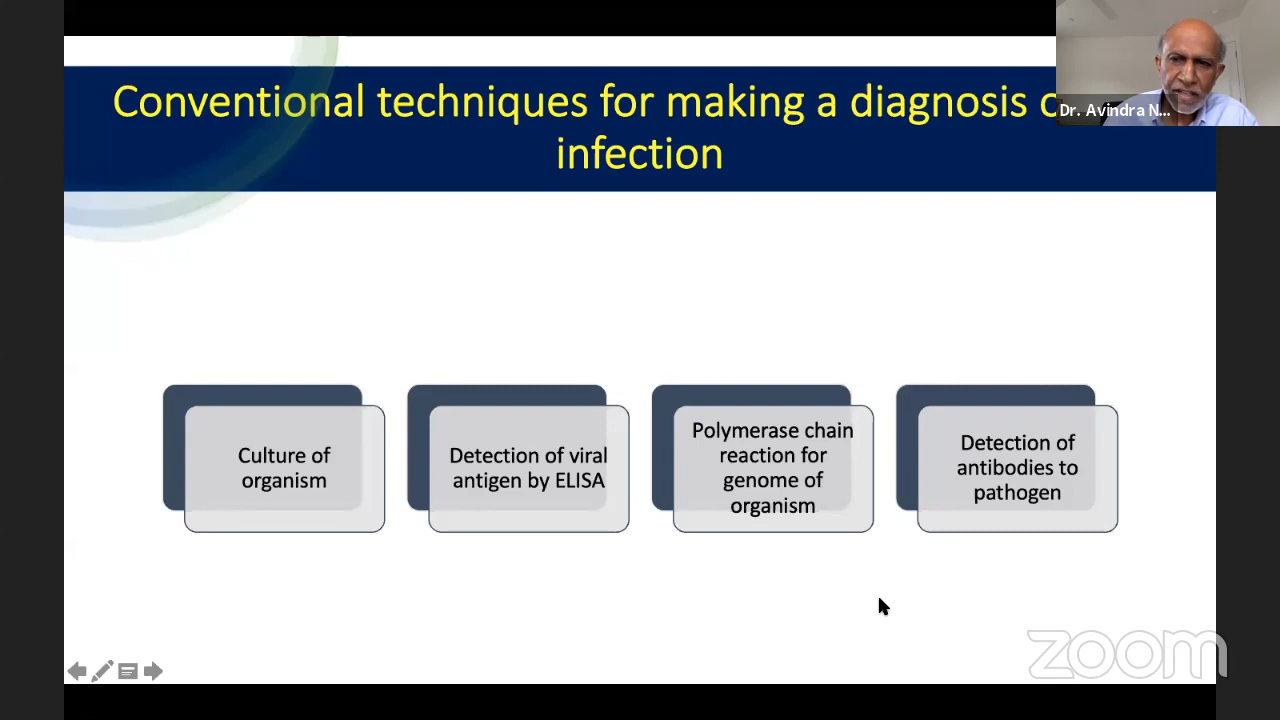 Conventional techniques for making a diagnosis
infection
Dr. Avindra N...
Culture of
organism
Detection of viral
antigen by ELISA
Polymerase chain
reaction for
genome of
organism
Detection of
antibodies to
pathogen
zoom